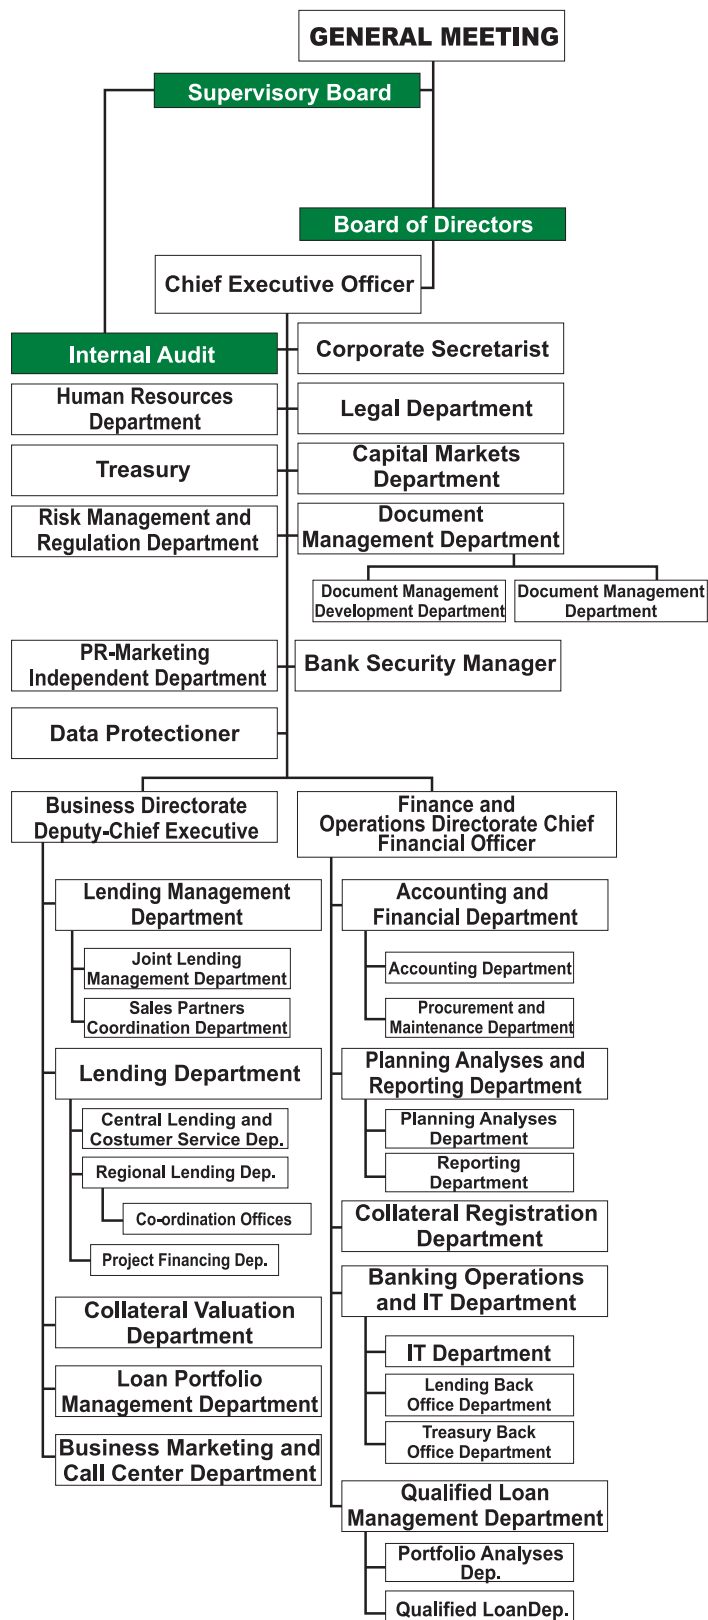 GENERAL MEETING
Supervisory Board
Board of Directors
Chief Executive Officer
Internal Audit
Corporate Secretarist
Human Resources
Department
Legal Department
Treasury
Capital Markets
Department
Risk Management and
Regulation Department
Document
Management Department
Document Management
Development Department
Document Management
Department
PR-Marketing
Independent Department
Bank Security Manager
Data Protectioner
Business Directorate
Deputy-Chief Executive
Finance and
Operations Directorate Chief
Financial Officer
Lending Management
Department
Joint Lending
Management Department
Sales Partners
Coordination Department
Lending Department
Central Lending and
Costumer Service Dep.
Regional Lending Dep.
Co-ordination Offices
Project Financing Dep.
Collateral Valuation
Department
Loan Portfolio
Management Department
Business Marketing and
Call Center Department
Accounting and
Financial Department
Accounting Department
Procurement and
Maintenance Department
Planning Analyses and
Reporting Department
Planning Analyses
Department
Reporting
Department
Collateral Registration
Department
Banking Operations
and IT Department
IT Department
Lending Back
Office Department
Treasury Back
Office Department
Qualified Loan
Management Department
Portfolio Analyses
Dep.
Qualified LoanDep.